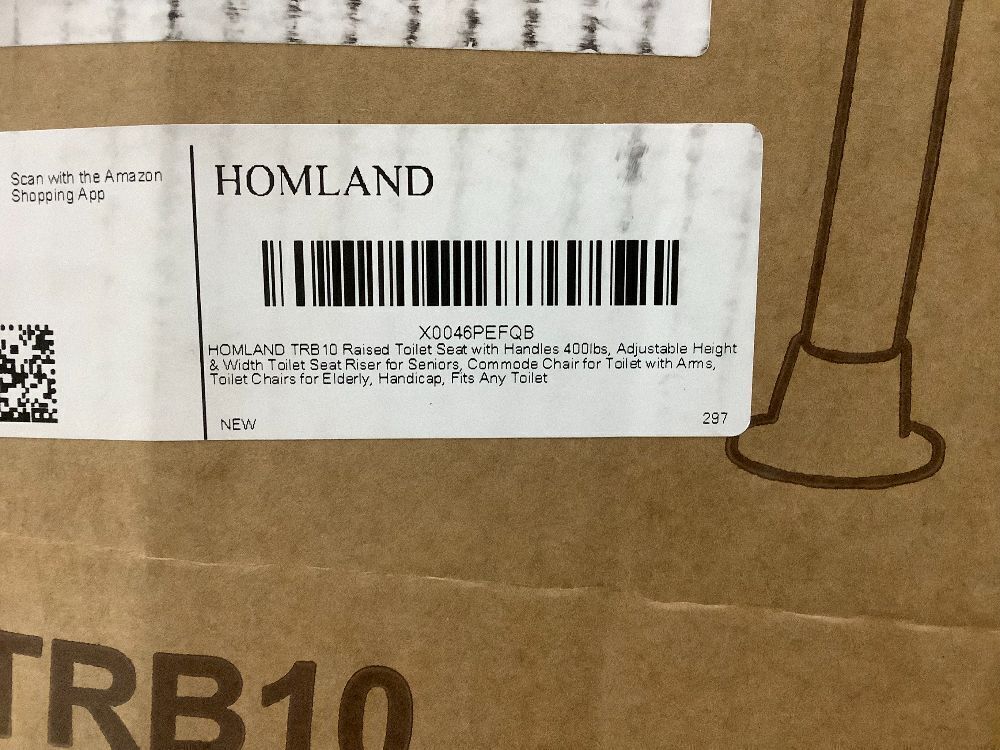 Scan with the Amazon
Shopping App
HOMLAND
X0046PEFQB
HOMLAND TRB10 Raised Toilet Seat with Handles 400lbs, Adjustable Height
& Width Toilet Seat Riser for Seniors, Commode Chair for Toilet with Arms,
Toilet Chairs for Elderly, Handicap, Fits Any Toilet
NEW
297
TRB10